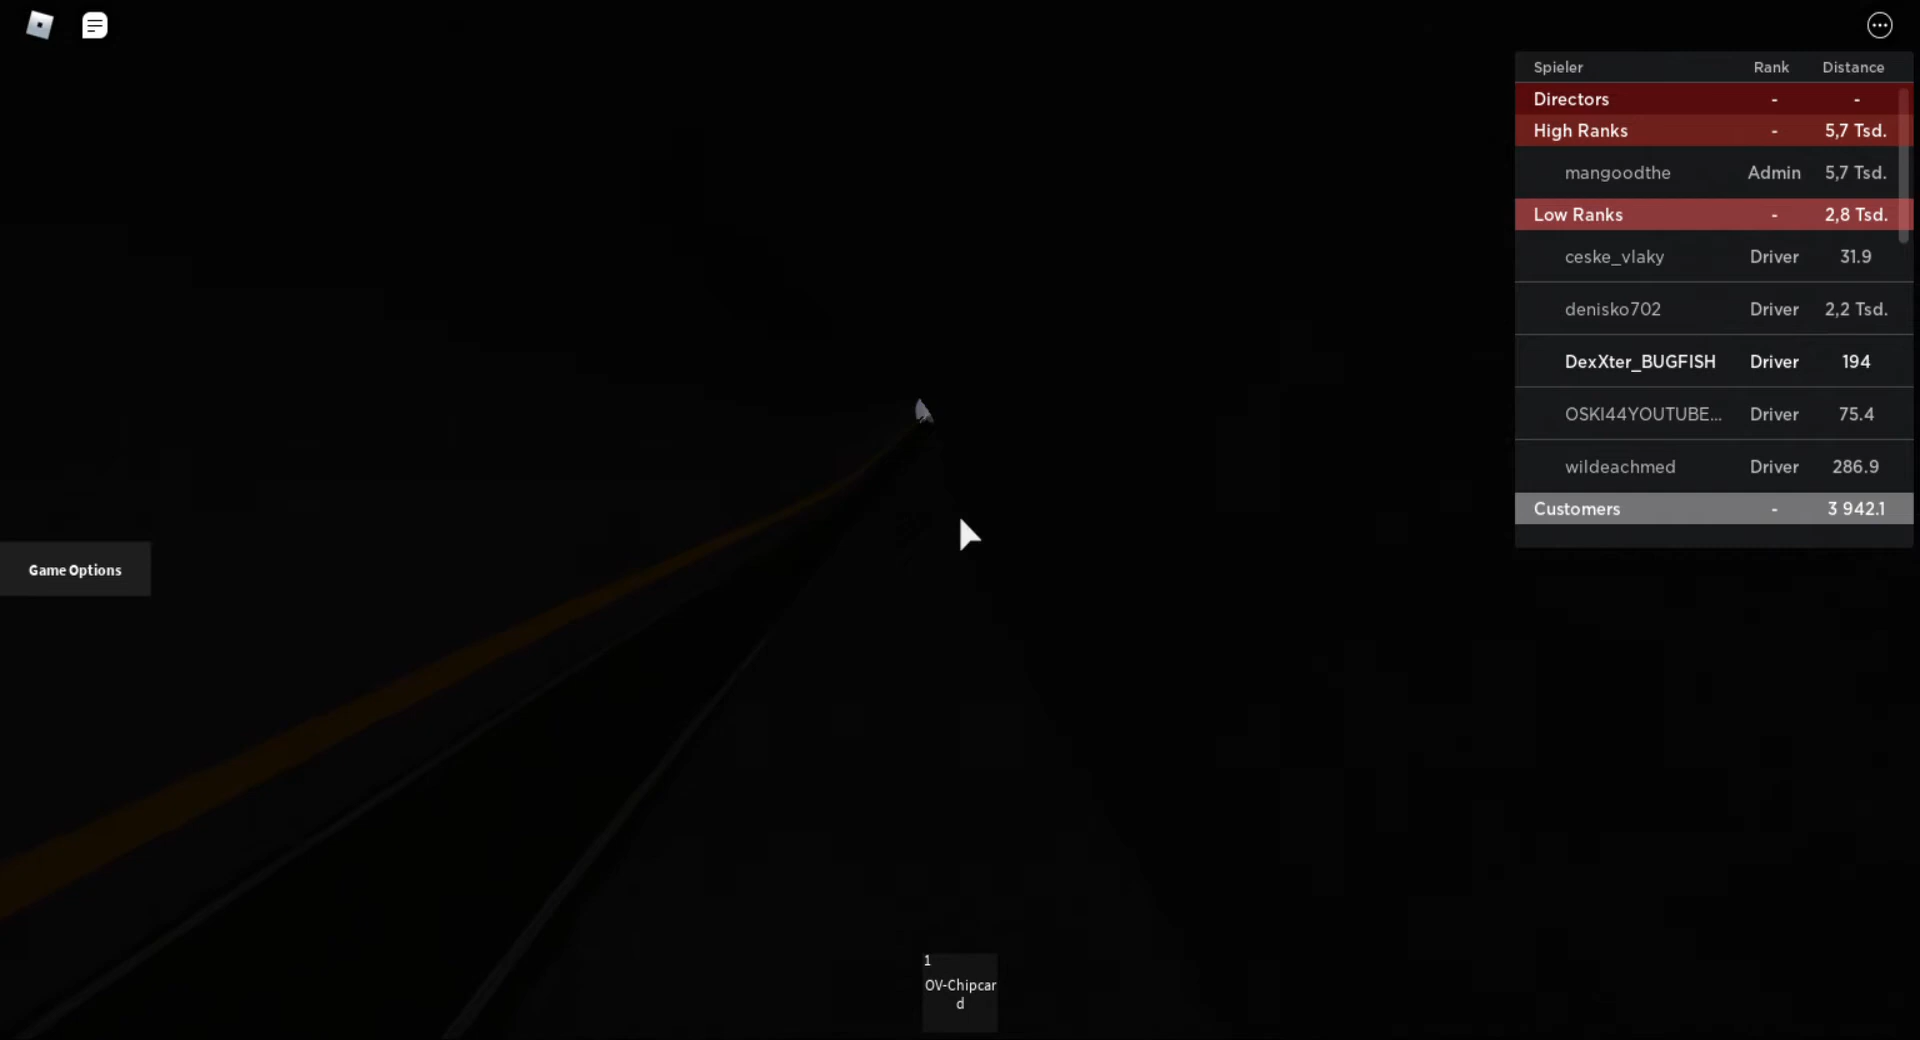 Spieler Rank Distance
Directors - -
High Ranks - 5,7 Tsd.
mangoodthe Admin 5,7 Tsd.
Low Ranks - 2,8 Tsd.
ceske_vlaky Driver 31.9
denisko702 Driver 2,2 Tsd.
DexXter_BUGFISH Driver 194
OSKI44YOUTUBE... Driver 75.4
wildeachmed Driver 286.9
Customers - 3 942.1
Game Options
1
OV-Chipcar
d